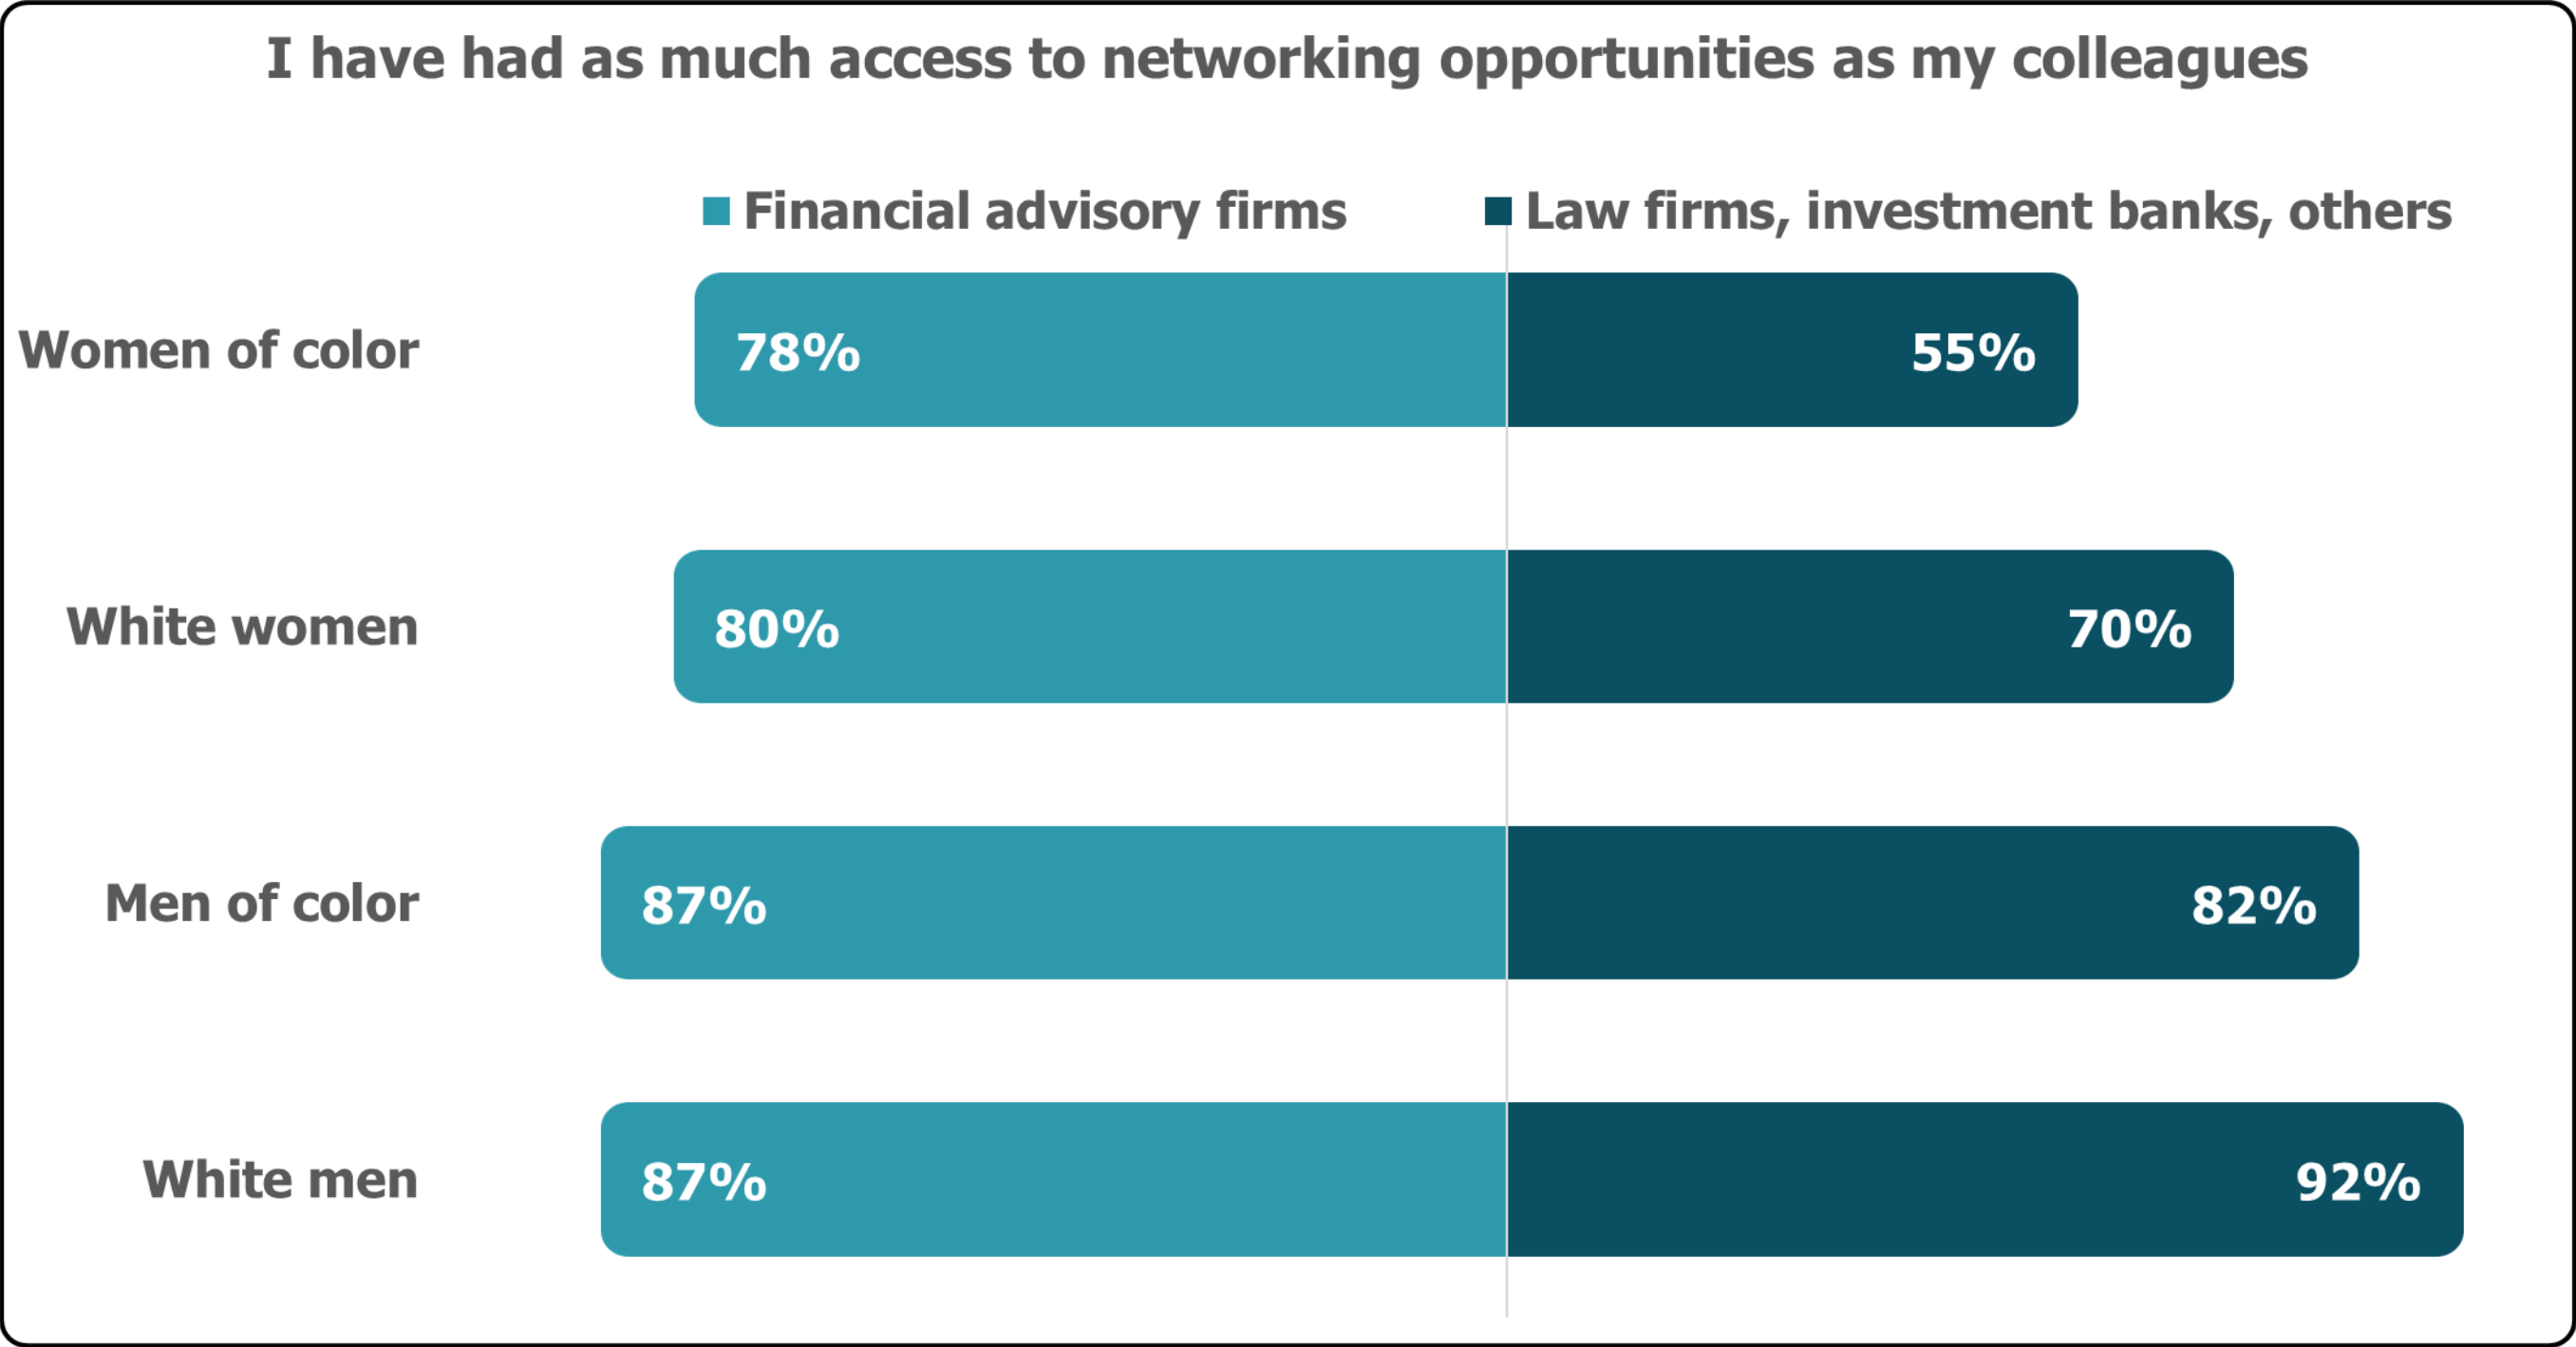 I have had as much access to networking opportunities as my colleagues
Financial advisory firms Law firms, investment banks, others
Women of color 78% 55%
White women 80% 70%
Men of color 87% 82%
White men 87% 92%